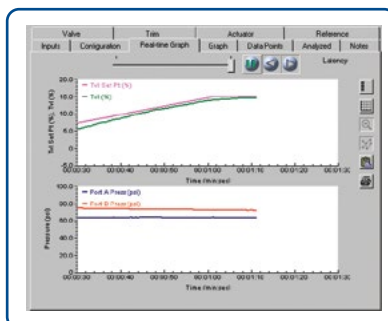 Valve Trim Actuator Reference
Inputs Configuration Real-time Graph Graph Data Points Analyzed Notes
Latency
20.0
Tvl Set Pt (%)
Tvl (%)
15.0
10.0
5.0
0.0
-5.0
Tvl Set Pt (%), Tvl (%)
00:00:30 00:00:40 00:00:50 00:01:00 00:01:10 00:01:20 00:01:30
Time (mm:sec)
100.0
Port A Press(psi)
Port B Press(psi)
80.0
60.0
40.0
20.0
0.0
Pressure (psi)
00:00:30 00:00:40 00:00:50 00:01:00 00:01:10 00:01:20 00:01:30
Time (mm:sec)